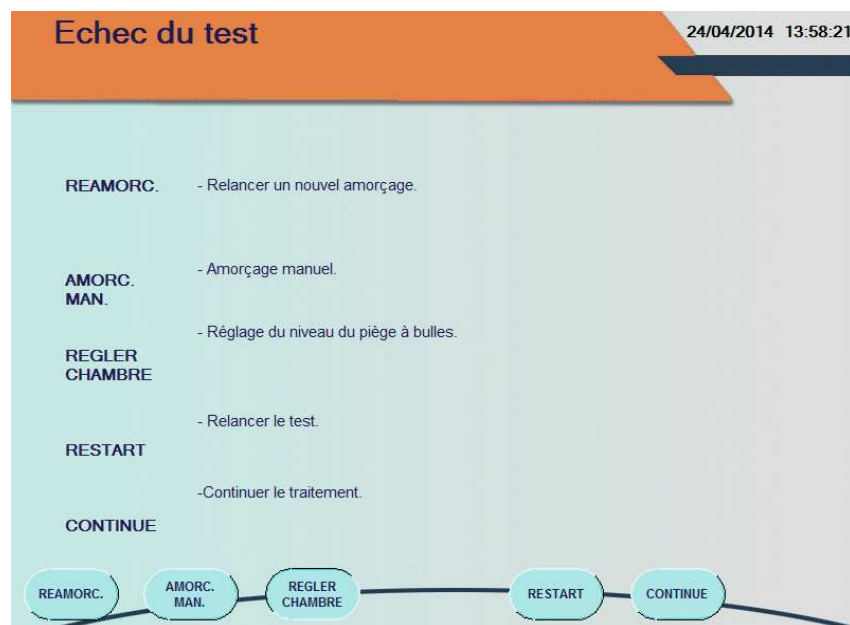 Echec du test
24/04/2014 13:58:21
REAMORC.
- Relancer un nouvel amorçage.
AMORC.
MAN.
- Amorçage manuel.
REGLER
CHAMBRE
- Réglage du niveau du piège à bulles.
RESTART
- Relancer le test.
CONTINUE
-Continuer le traitement.
REAMORC.
AMORC.
MAN.
REGLER
CHAMBRE
RESTART
CONTINUE